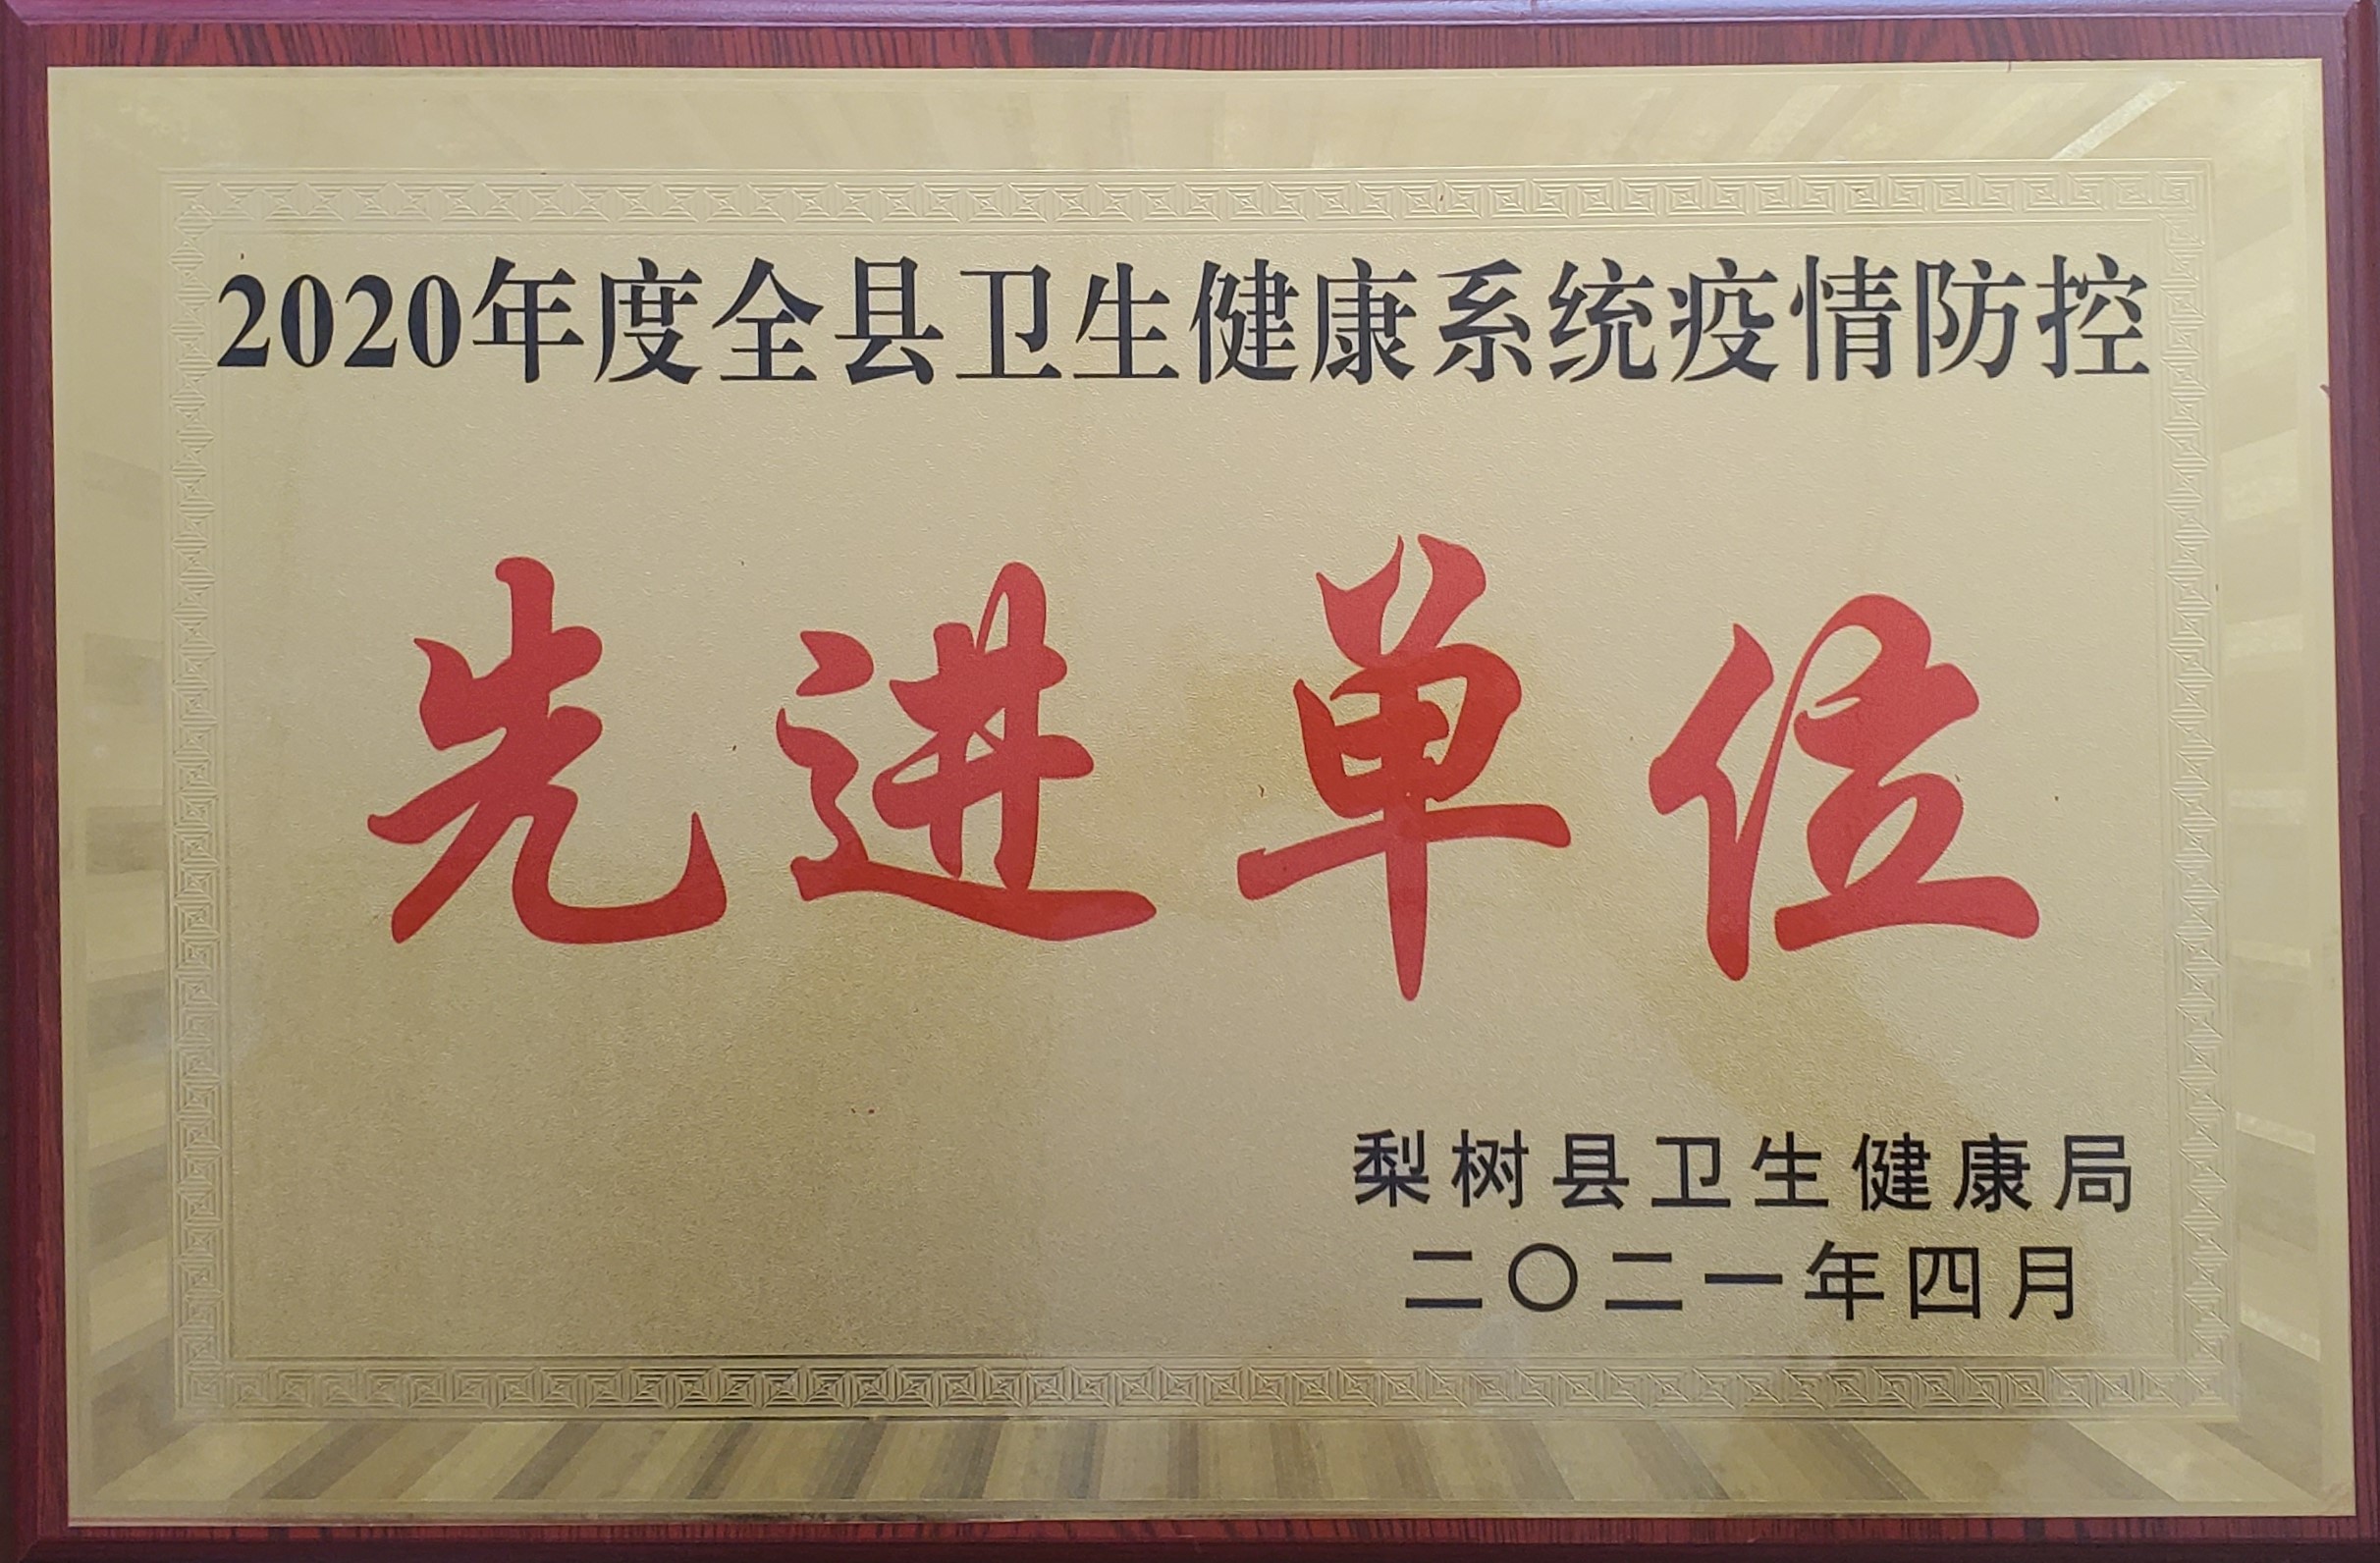 2020年度全县卫生健康系统疫情防控
先进单位
梨树县卫生健康局
二〇二一年四月